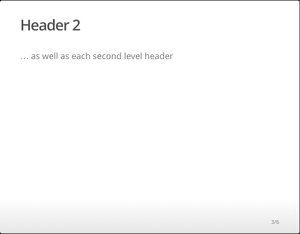 Header 2
… as well as each second level header
3/6